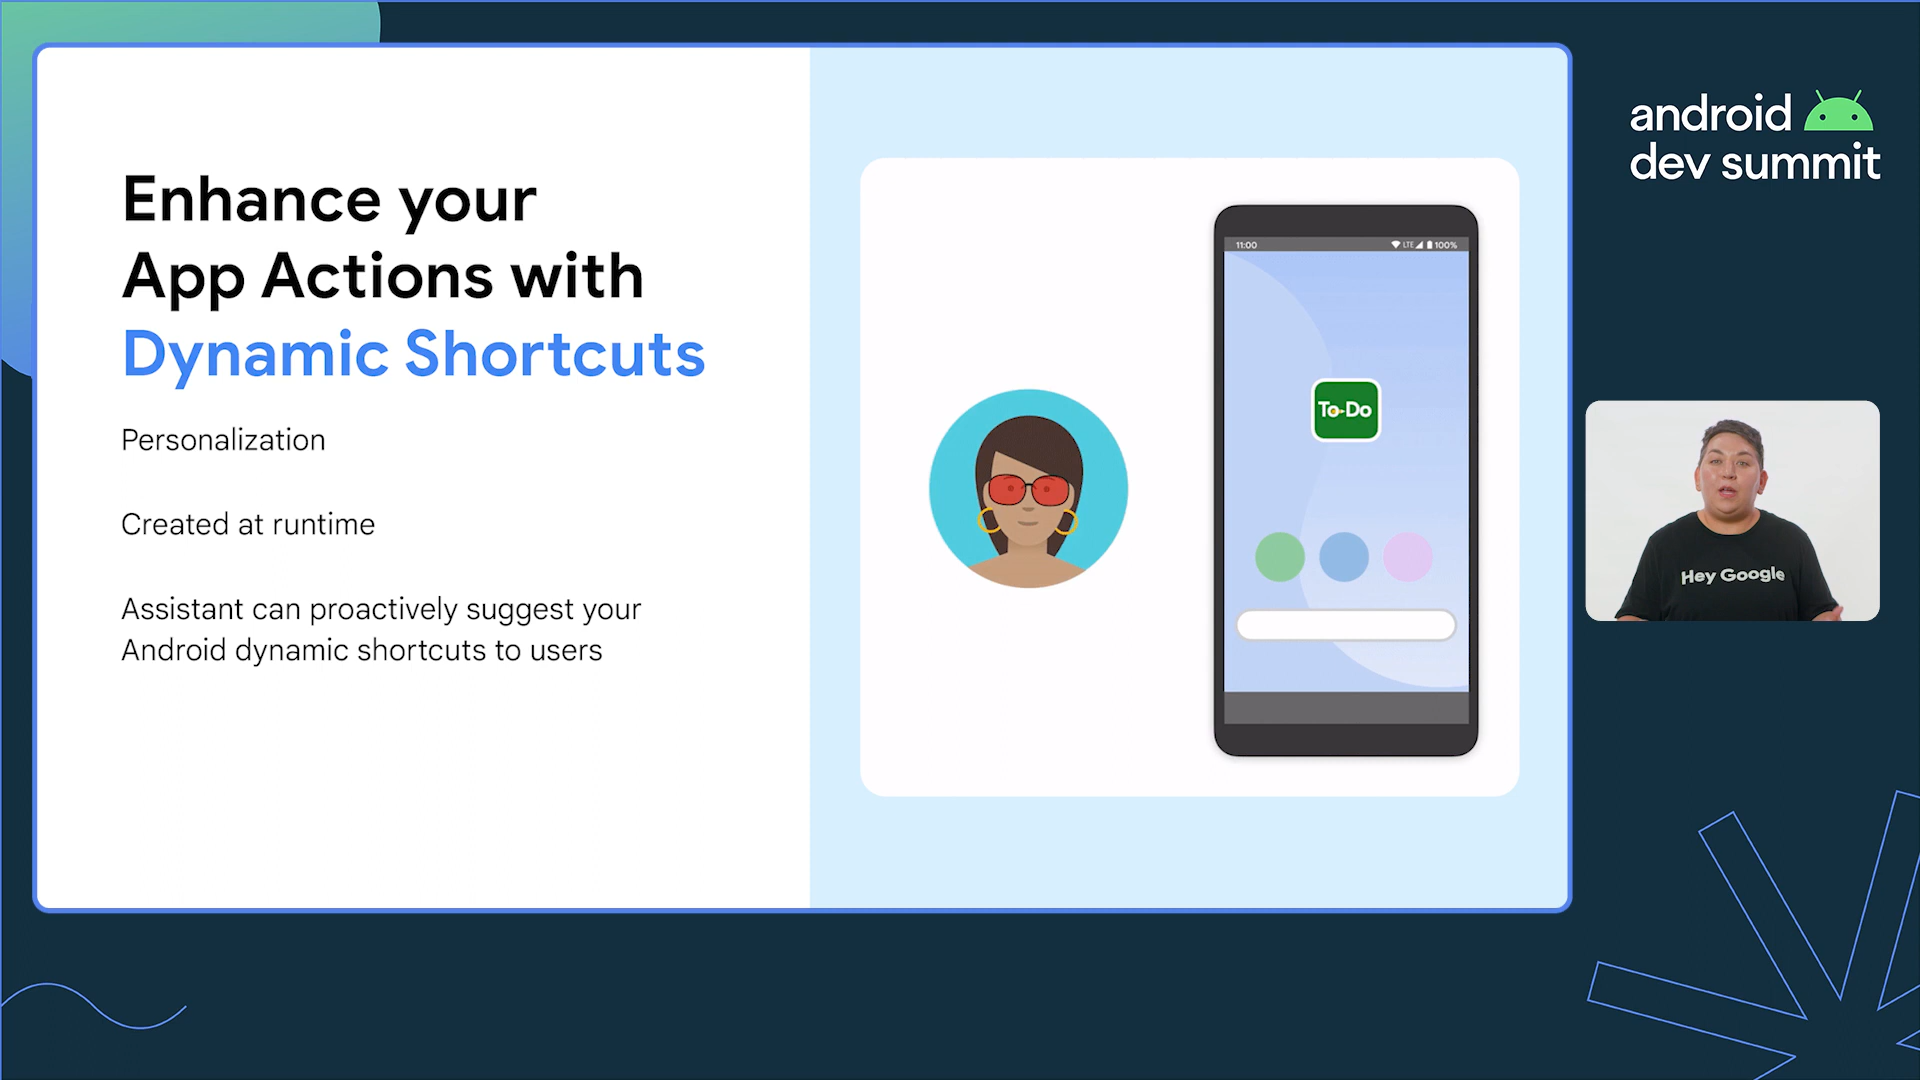 Enhance your
App Actions with
Dynamic Shortcuts
Personalization
Created at runtime
Assistant can proactively suggest your
Android dynamic shortcuts to users
11:00
LTE
100%
To-Do
android
dev summit
Hey Google